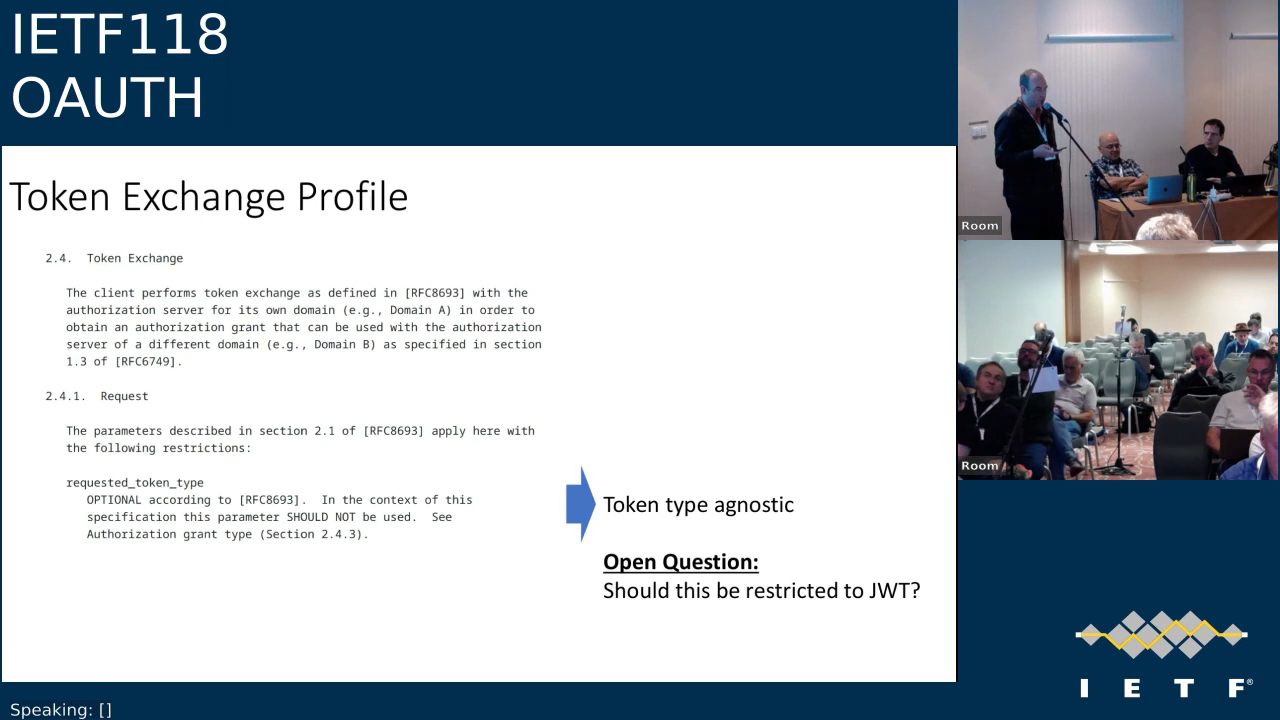 IETF118
OAUTH
Token Exchange Profile
2.4. Token Exchange
The client performs token exchange as defined in [RFC8693] with the
authorization server for its own domain (e.g., Domain A) in order to
obtain an authorization grant that can be used with the authorization
server of a different domain (e.g., Domain B) as specified in section
1.3 of [RFC6749].
2.4.1. Request
The parameters described in section 2.1 of [RFC8693] apply here with
the following restrictions:
requested_token_type
OPTIONAL according to [RFC8693]. In the context of this
specification this parameter SHOULD NOT be used. See
Authorization grant type (Section 2.4.3).
Token type agnostic
Open Question:
Should this be restricted to JWT?
Room
Room
I E T F®
Speaking: []